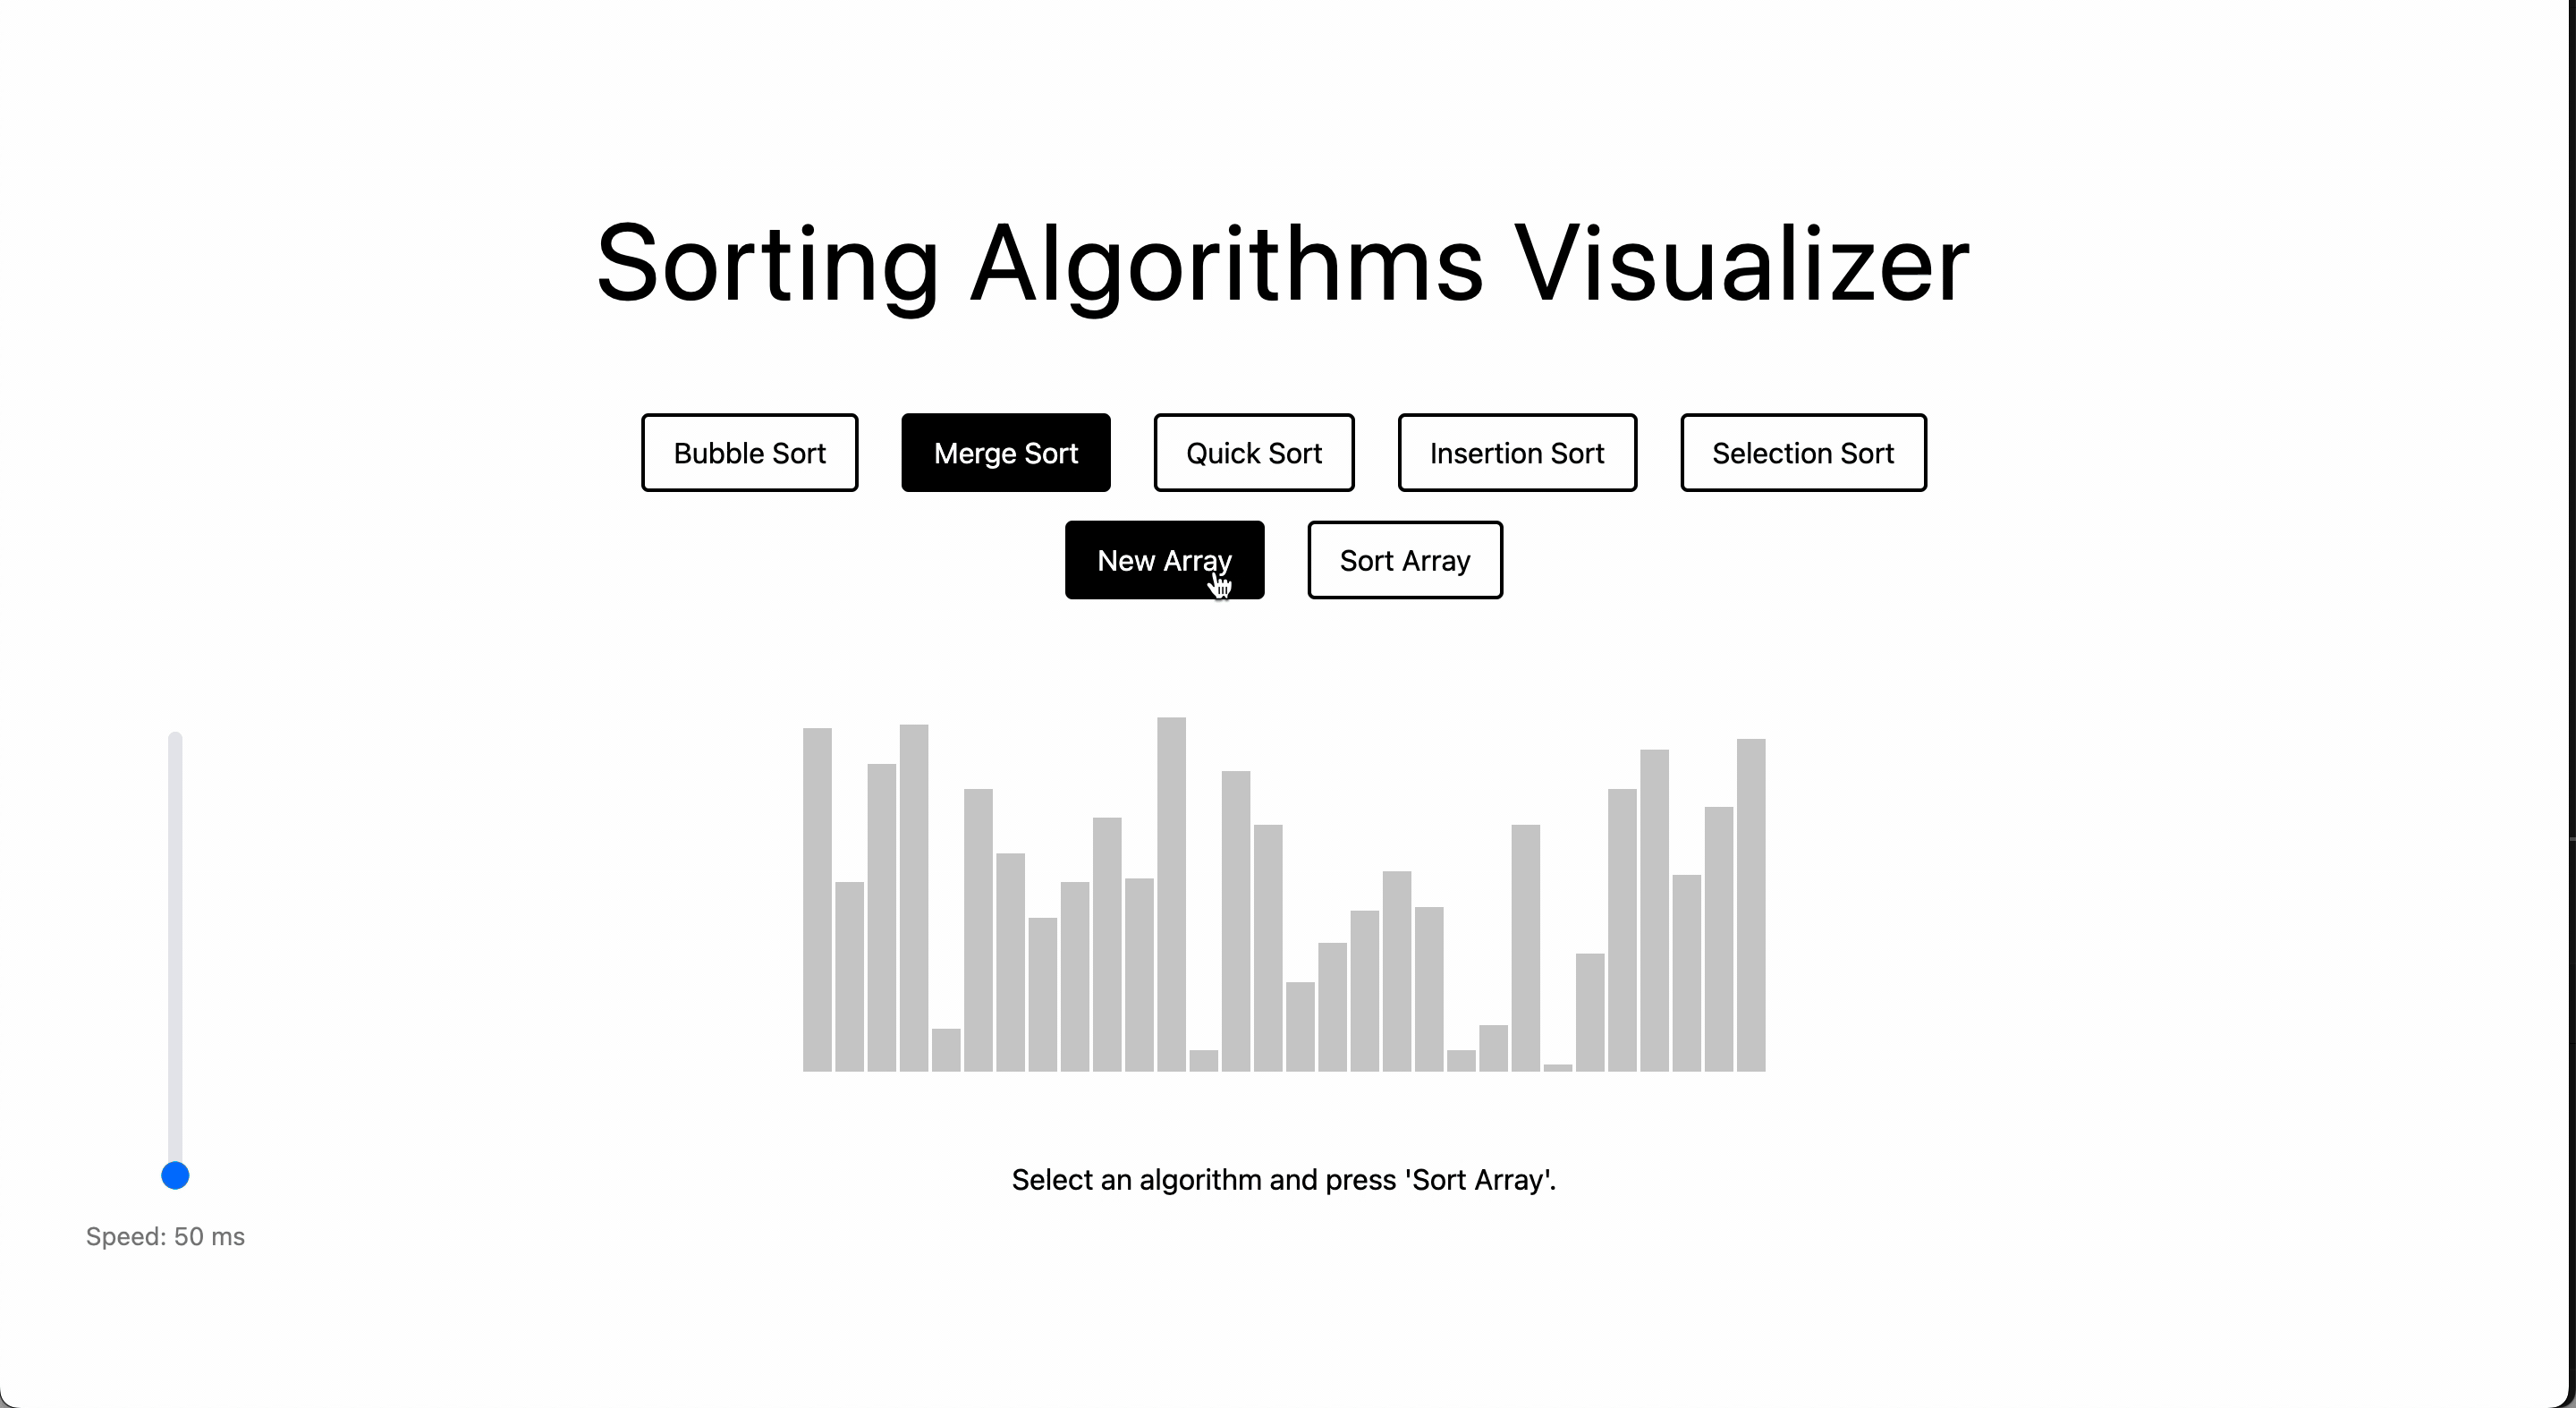 Sorting Algorithms Visualizer
Bubble Sort Merge Sort Quick Sort Insertion Sort Selection Sort
New Array Sort Array
Select an algorithm and press 'Sort Array'.
Speed: 50 ms